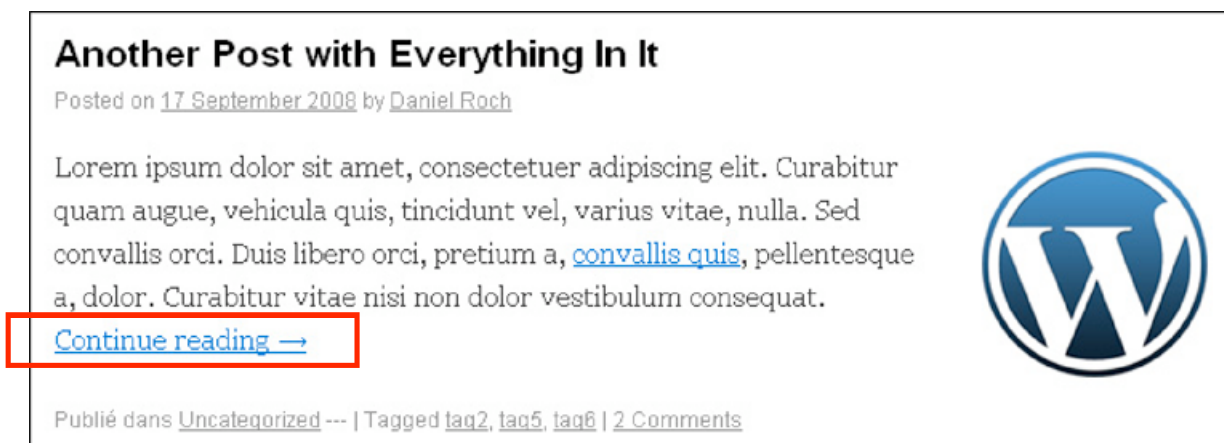 Another Post with Everything In It
Posted on 17 September 2008 by Daniel Roch
Lorem ipsum dolor sit amet, consectetuer adipiscing elit. Curabitur
quam augue, vehicula quis, tincidunt vel, varius vitae, nulla. Sed
convallis orci. Duis libero orci, pretium a, convallis quis, pellentesque
a, dolor. Curabitur vitae nisi non dolor vestibulum consequat.
Continue reading →
Publié dans Uncategorized --- | Tagged tag2, tag5, tag6 | 2 Comments